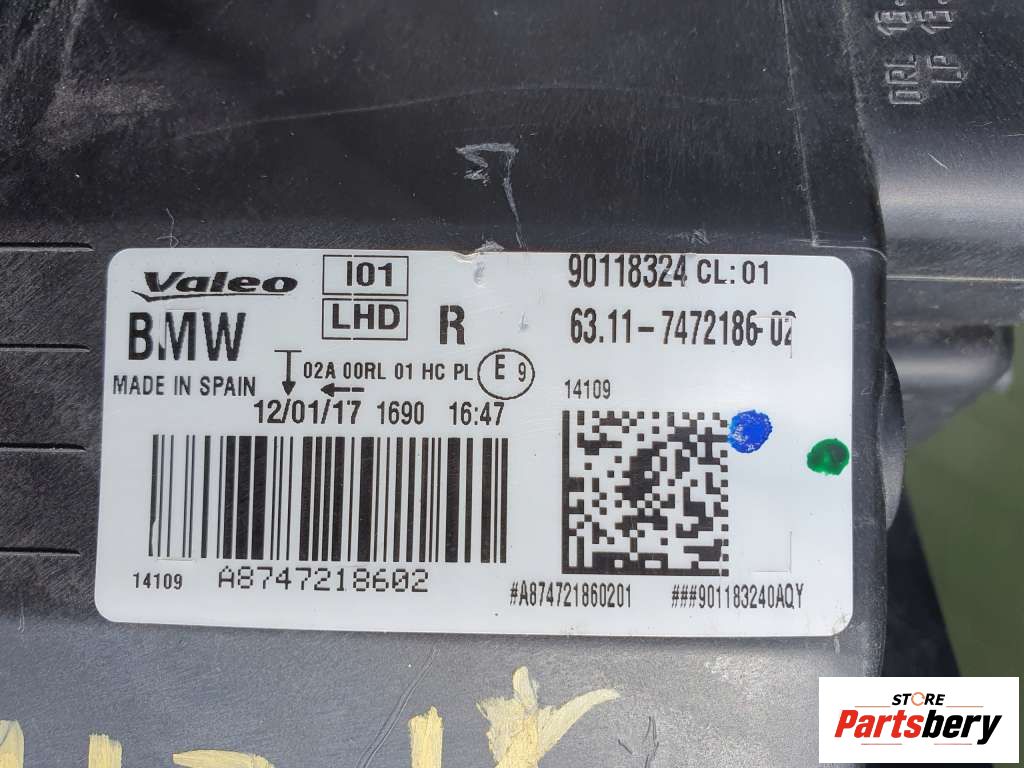 DRL
Valeo
I01
LHD
BMW
R
MADE IN SPAIN
02A 00RL 01 HC PL
E 9
12/01/17 1690 16:47
90118324 CL: 01
63.11-7472186-02
14109
14109
A8747218602
#A874721860201
###901183240AQY
STORE
Partsbery